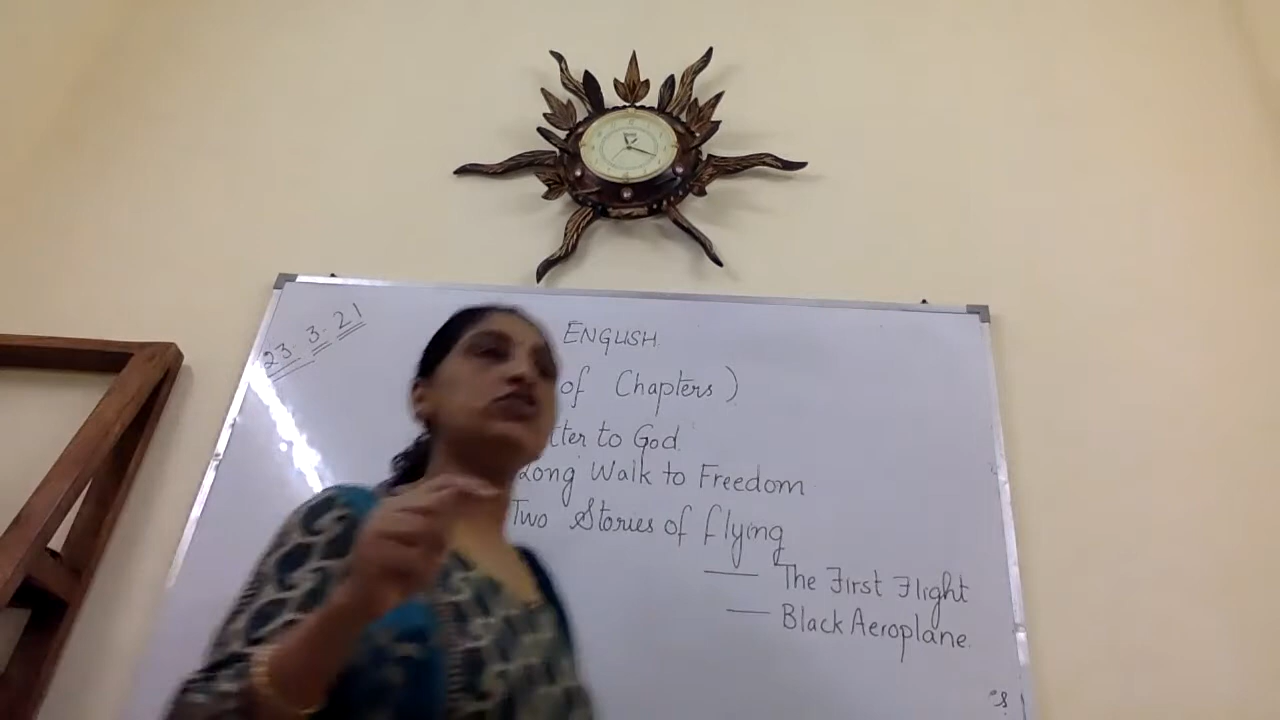 23. 3. 21
ENGLISH
of Chapters)
tter to God
Long Walk to Freedom
Two Stories of flying
— The First Flight
— Black Aeroplane.